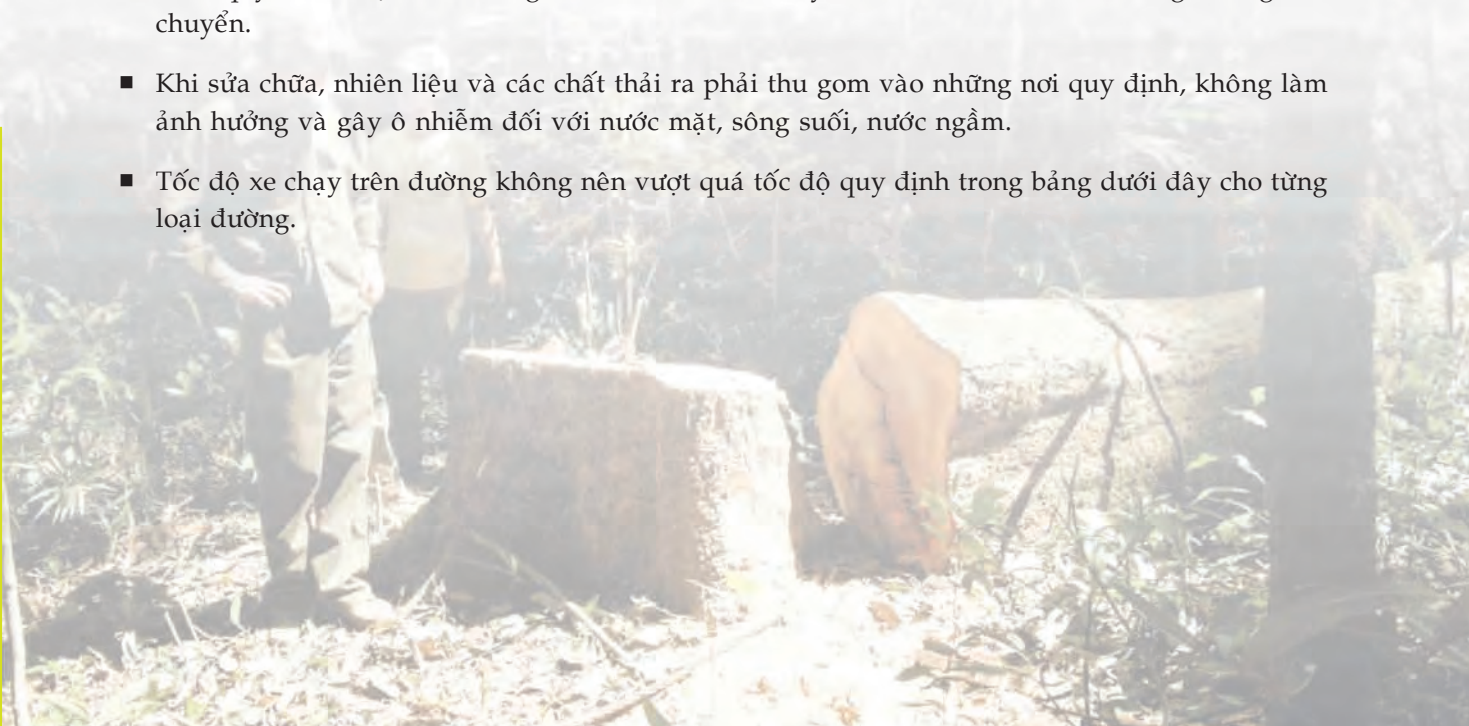 chuyển.
■ Khi sửa chữa, nhiên liệu và các chất thải ra phải thu gom vào những nơi quy định, không làm
ảnh hưởng và gây ô nhiễm đối với nước mặt, sông suối, nước ngầm.
■ Tốc độ xe chạy trên đường không nên vượt quá tốc độ quy định trong bảng dưới đây cho từng
loại đường.